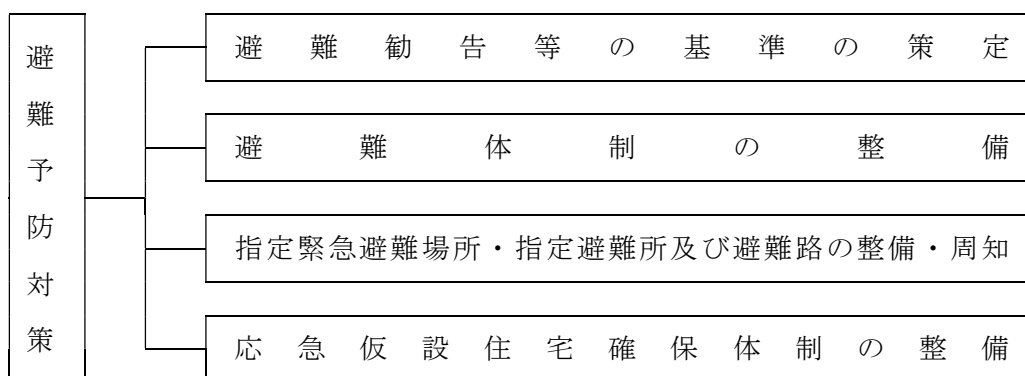 避難予防対策
避難勧告等の基準の策定
避難体制の整備
指定緊急避難場所・指定避難所及び避難路の整備・周知
応急仮設住宅確保体制の整備